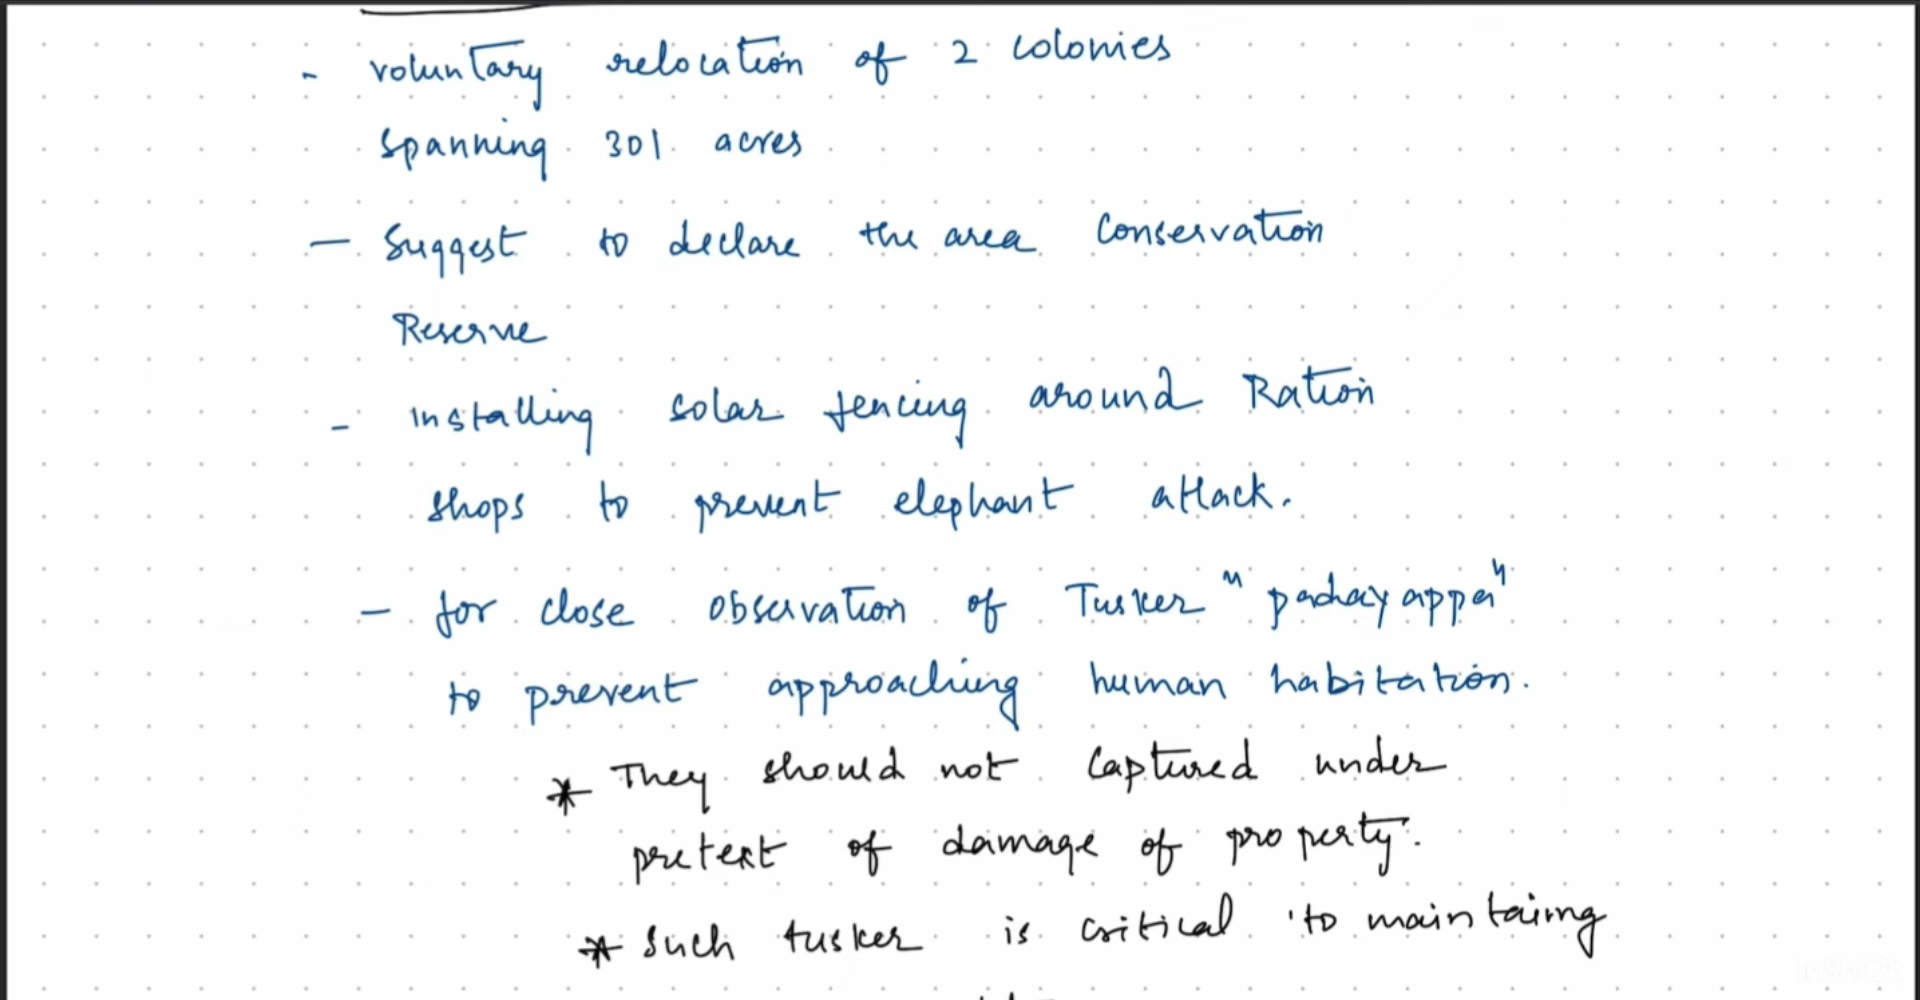 - voluntary relocation of 2 colonies
spanning 301 acres
- Suggest to declare the area Conservation
Reserve
- installing solar fencing around Ration
shops to prevent elephant attack.
- for close observation of Tusker "padayappa"
to prevent approaching human habitation.
* They should not captured under
pretext of damage of property.
* Such tusker is critical to maintaining